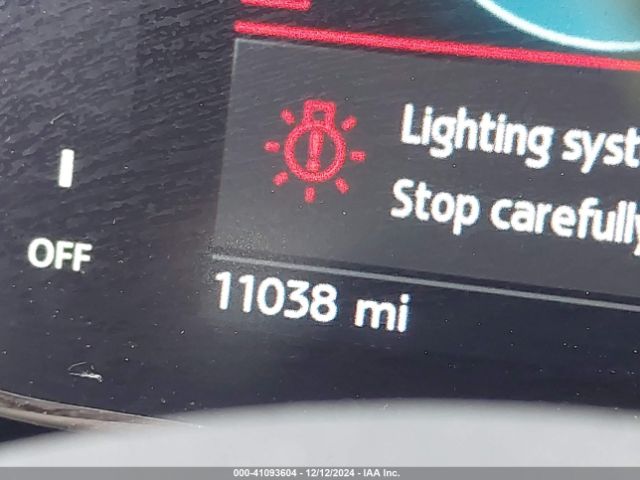 Lighting syst
Stop carefully
OFF
11038 mi
000-41093604 - 12/12/2024 - IAA Inc.